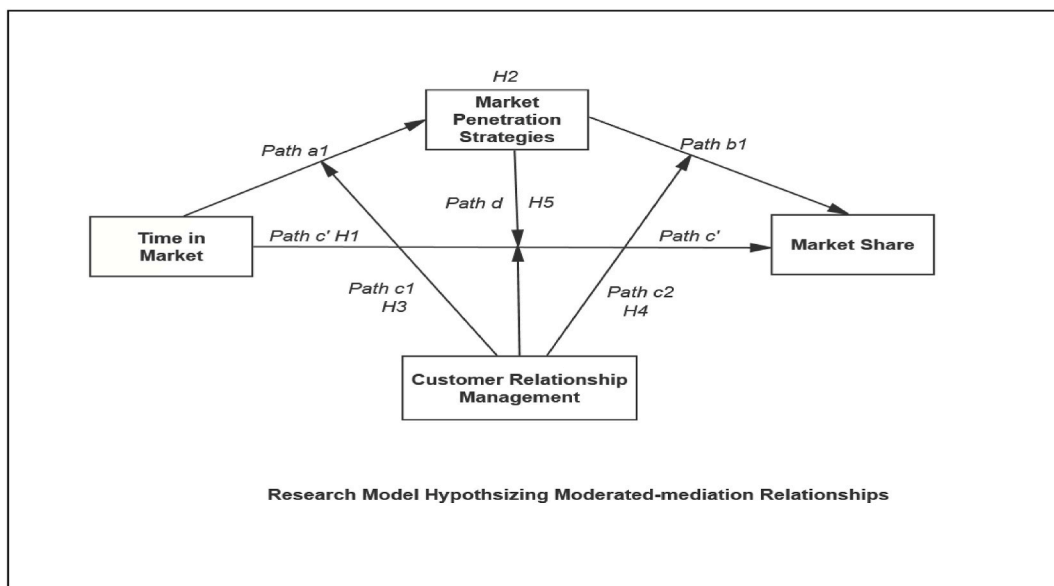 H2
Market
Penetration
Strategies
Path a1
Path b1
Path d
H5
Time in
Market
Path c' H1
Path c'
Market Share
Path c1
H3
Path c2
H4
Customer Relationship
Management
Research Model Hypothsizing Moderated-mediation Relationships